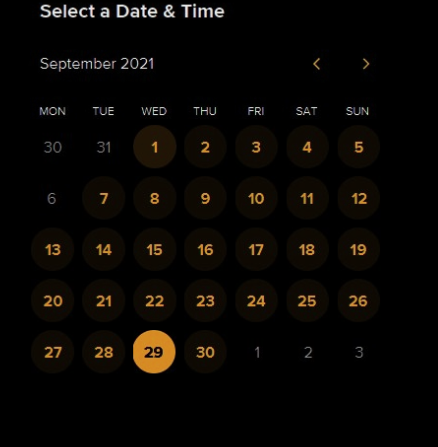 Select a Date & Time
September 2021
MON TUE WED THU FRI SAT SUN
30 31 1 2 3 4 5
6 7 8 9 10 11 12
13 14 15 16 17 18 19
20 21 22 23 24 25 26
27 28 29 30 1 2 3